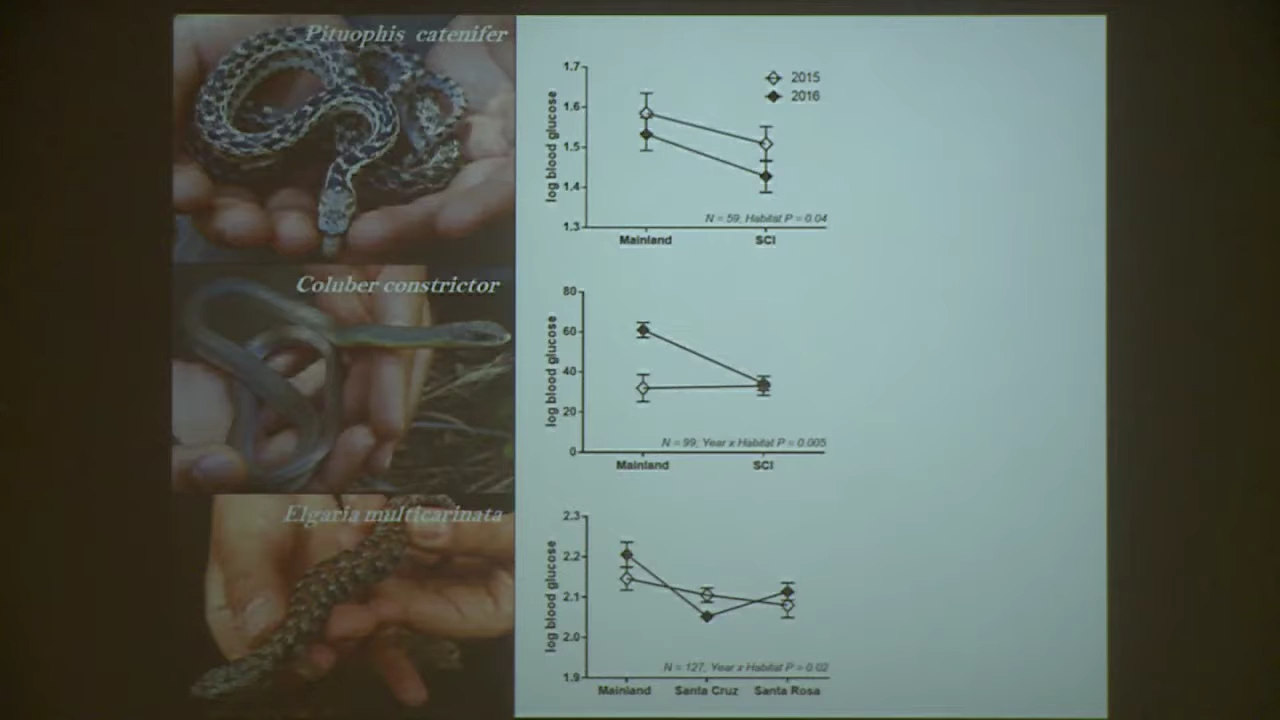 Pituophis catenifer
1.7
1.6
1.5
1.4
1.3
log blood glucose
2015
2016
N = 59, Habitat P = 0.04
Mainland SCI
Coluber constrictor
80
60
40
20
0
log blood glucose
N = 99, Year x Habitat P = 0.005
Mainland SCI
Elgaria multicarinata
2.3
2.2
2.1
2.0
1.9
log blood glucose
N = 127, Year x Habitat P = 0.02
Mainland Santa Cruz Santa Rosa